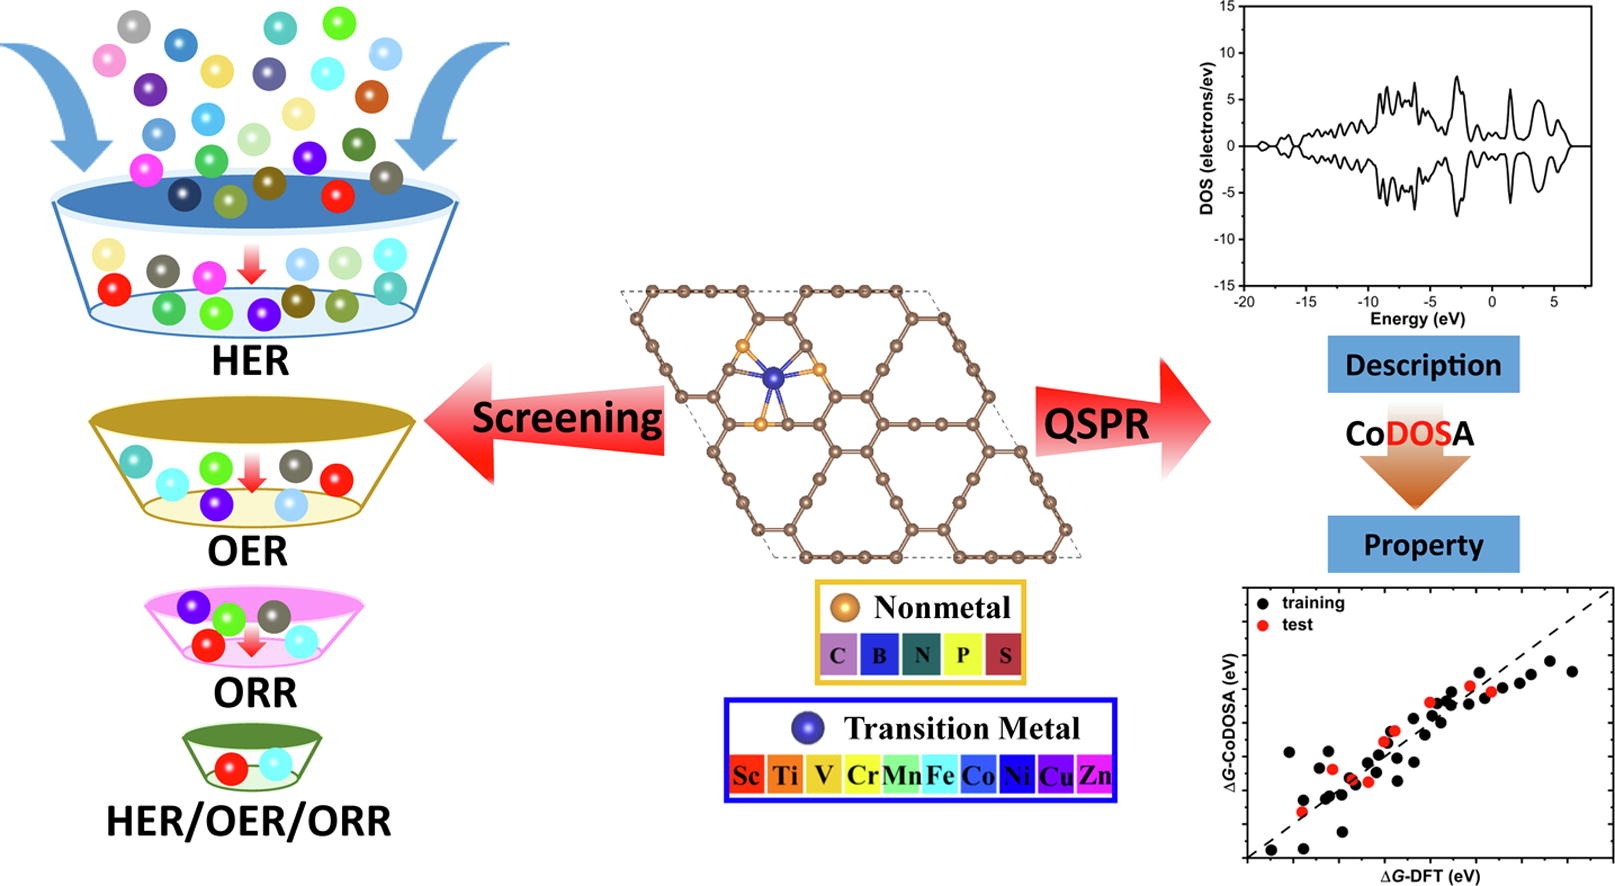 HER
OER
ORR
HER/OER/ORR
Screening
QSPR
Nonmetal
C B N P S
Transition Metal
Sc Ti V Cr Mn Fe Co Ni Cu Zn
DOS (electrons/ev)
15
10
5
0
-5
-10
-15
-20 -15 -10 -5 0 5
Energy (eV)
Description
CoDOSA
Property
training
test
ΔG-CoDOSA (eV)
ΔG-DFT (eV)